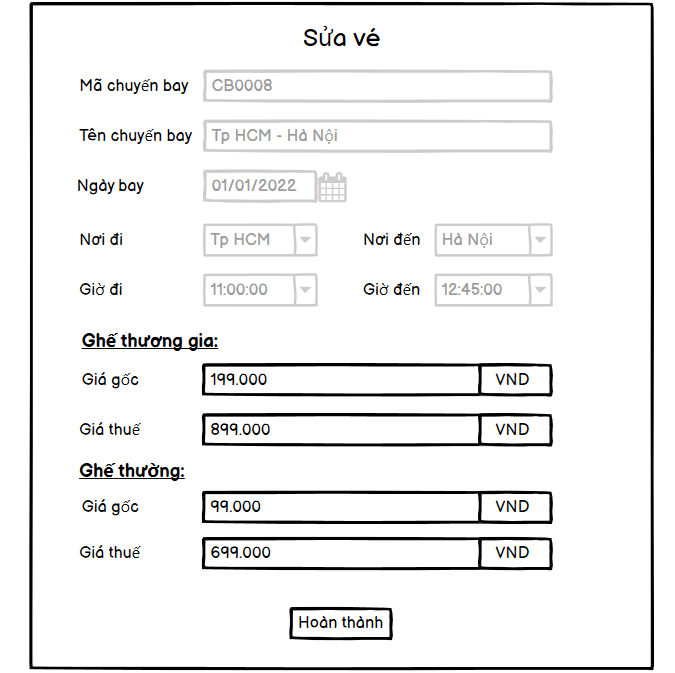 Sửa vé
Mã chuyến bay CB0008
Tên chuyến bay Tp HCM - Hà Nội
Ngày bay 01/01/2022
Nơi đi Tp HCM Nơi đến Hà Nội
Giờ đi 11:00:00 Giờ đến 12:45:00
Ghế thương gia:
Giá gốc 199.000 VND
Giá thuế 899.000 VND
Ghế thường:
Giá gốc 99.000 VND
Giá thuế 699.000 VND
Hoàn thành